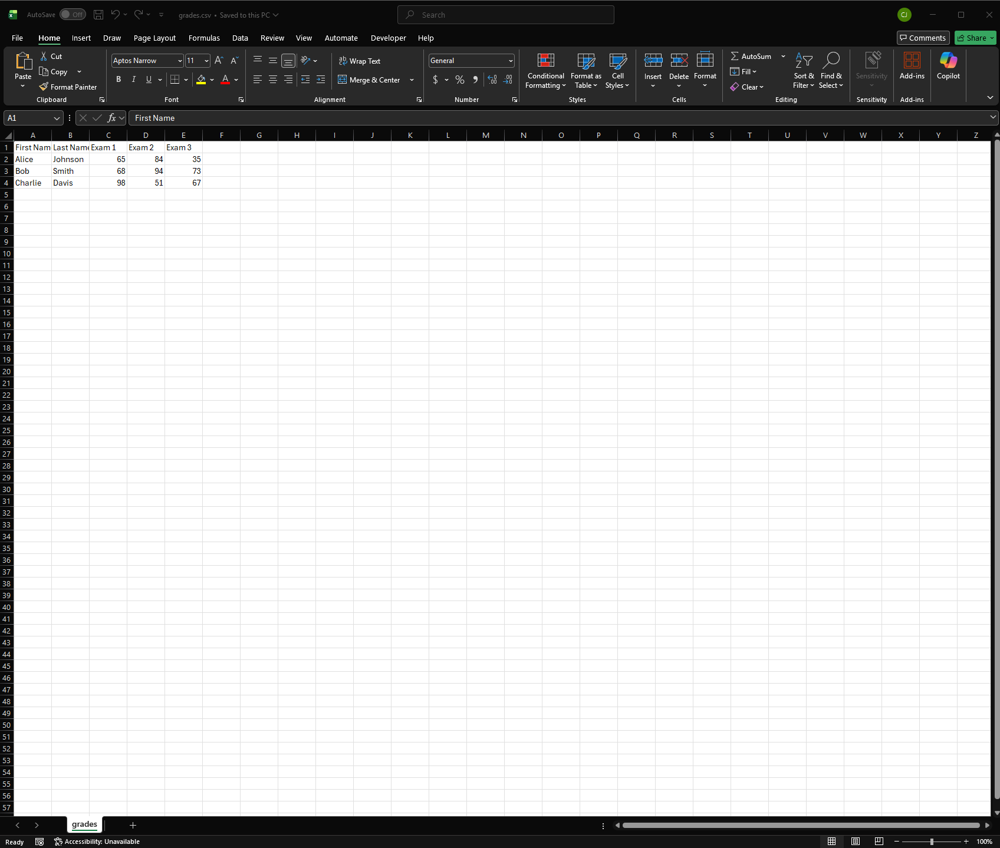 AutoSave Off grades.csv • Saved to this PC Search CJ
File Home Insert Draw Page Layout Formulas Data Review View Automate Developer Help Comments Share
Paste Cut Copy Format Painter Clipboard
Aptos Narrow 11 B I U A Font
Wrap Text Merge & Center Alignment
General $ % Number
Conditional Formatting Format as Table Cell Styles Styles
Insert Delete Format Cells
AutoSum Fill Clear Sort & Filter Find & Select Editing
Sensitivity Sensitivity
Add-ins Add-ins
Copilot
A1 fx First Name
A B C D E F G H I J K L M N O P Q R S T U V W X Y Z
1 First Nam Last Name Exam 1 Exam 2 Exam 3
2 Alice Johnson 65 84 35
3 Bob Smith 68 94 73
4 Charlie Davis 98 51 67
5
6
7
8
9
10
11
12
13
14
15
16
17
18
19
20
21
22
23
24
25
26
27
28
29
30
31
32
33
34
35
36
37
38
39
40
41
42
43
44
45
46
47
48
49
50
51
52
53
54
55
56
57
grades
Ready Accessibility: Unavailable 100%